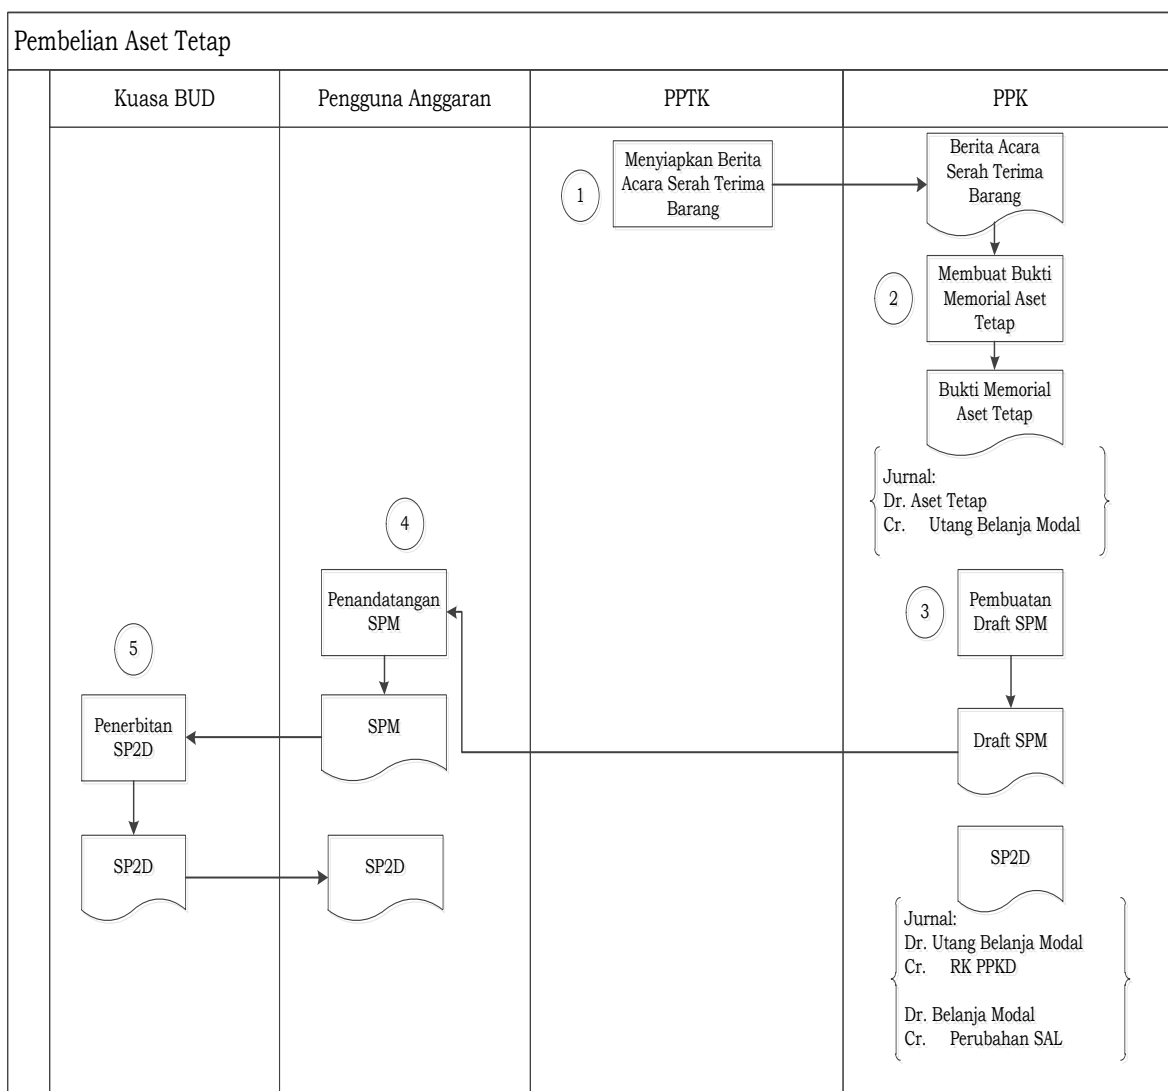 Pembelian Aset Tetap
Kuasa BUD
Pengguna Anggaran
PPTK
PPK
1
Menyiapkan Berita
Acara Serah Terima
Barang
Berita Acara
Serah Terima
Barang
2
Membuat Bukti
Memorial Aset
Tetap
Bukti Memorial
Aset Tetap
Jurnal:
Dr. Aset Tetap
Cr. Utang Belanja Modal
3
Pembuatan
Draft SPM
Draft SPM
4
Penandatangan
SPM
SPM
5
Penerbitan
SP2D
SP2D
SP2D
SP2D
Jurnal:
Dr. Utang Belanja Modal
Cr. RK PPKD
Dr. Belanja Modal
Cr. Perubahan SAL